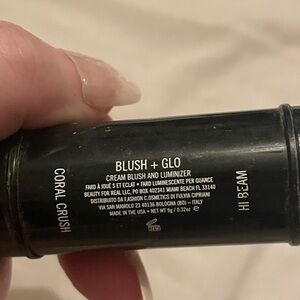 BLUSH + GLO
CREAM BLUSH AND LUMINIZER
FARD À JOUE S ET ECLAT • FARD LUMINESCENTE PER GUANCE
BEAUTY FOR REAL LLC, PO BOX 402341 MIAMI BEACH FL 33140
DISTRIBUITO DA FASHION COSMETICS DI FULVIA CIPRIANI
VIA SAN MAMOLO 23 40136 BOLOGNA (BO) – ITALY
MADE IN THE USA • NET WT 9g / 0.32oz ℮
CORAL CRUSH
HI BEAM